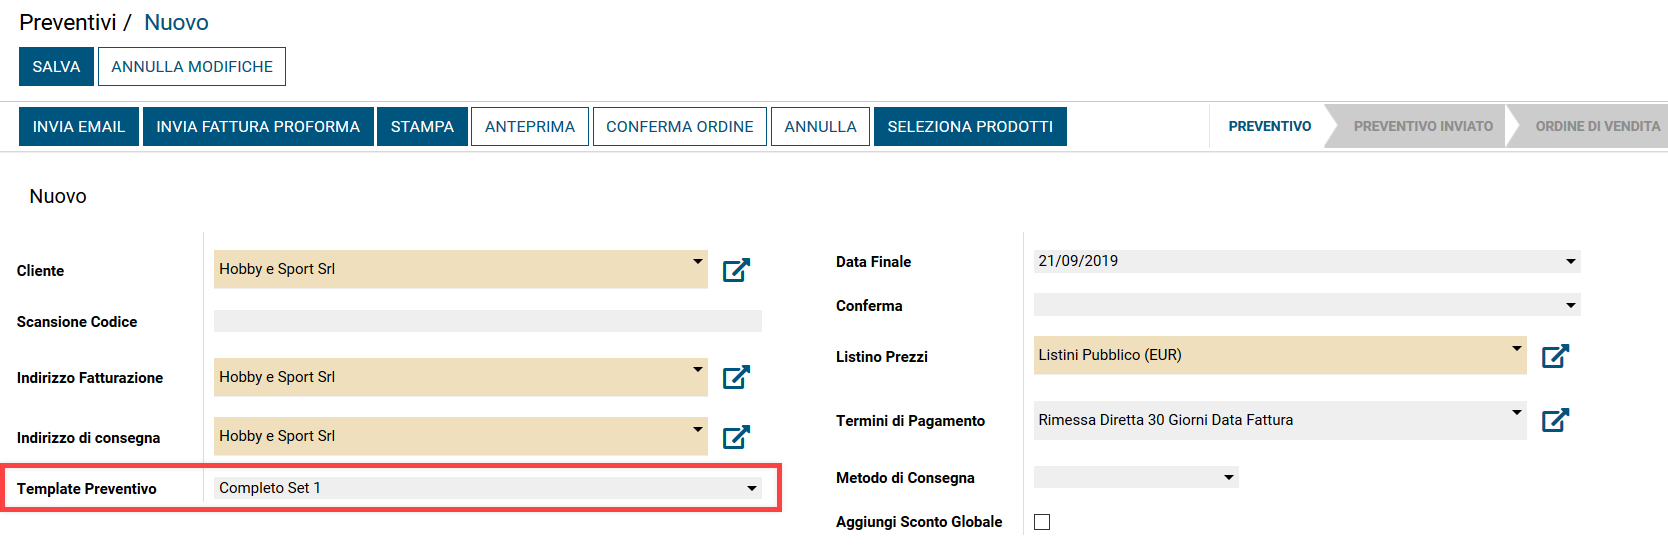 Preventivi / Nuovo
SALVA ANNULLA MODIFICHE
INVIA EMAIL INVIA FATTURA PROFORMA STAMPA ANTEPRIMA CONFERMA ORDINE ANNULLA SELEZIONA PRODOTTI PREVENTIVO PREVENTIVO INVIATO ORDINE DI VENDITA
Nuovo
Cliente Hobby e Sport Srl
Scansione Codice
Indirizzo Fatturazione Hobby e Sport Srl
Indirizzo di consegna Hobby e Sport Srl
Template Preventivo Completo Set 1
Data Finale 21/09/2019
Conferma
Listino Prezzi Listini Pubblico (EUR)
Termini di Pagamento Rimessa Diretta 30 Giorni Data Fattura
Metodo di Consegna
Aggiungi Sconto Globale